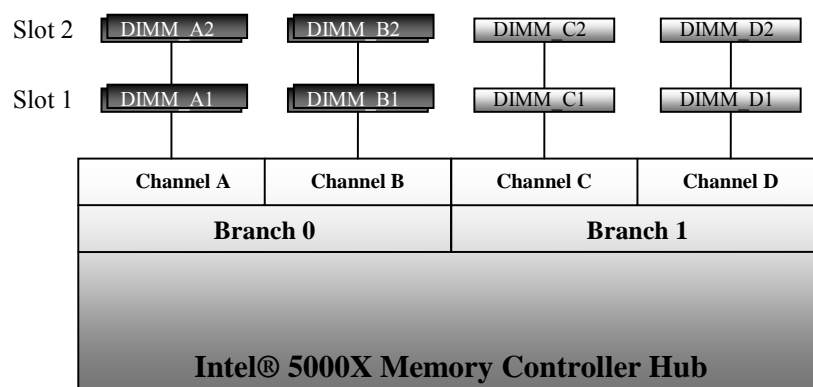 Slot 2 DIMM_A2 DIMM_B2 DIMM_C2 DIMM_D2
Slot 1 DIMM_A1 DIMM_B1 DIMM_C1 DIMM_D1
Channel A Channel B Channel C Channel D
Branch 0 Branch 1
Intel® 5000X Memory Controller Hub